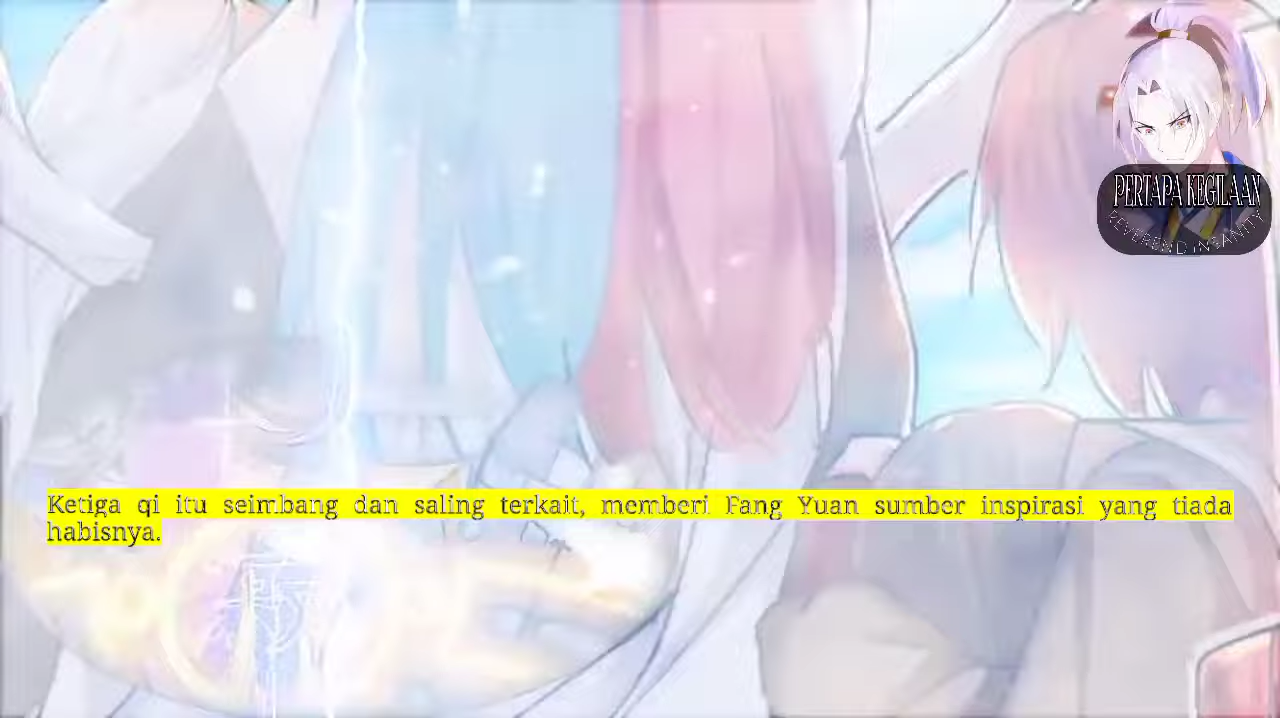 PERTAPA KEGILAAN
REVEREND INSANITY
Ketiga qi itu seimbang dan saling terkait, memberi Fang Yuan sumber inspirasi yang tiada
habisnya.